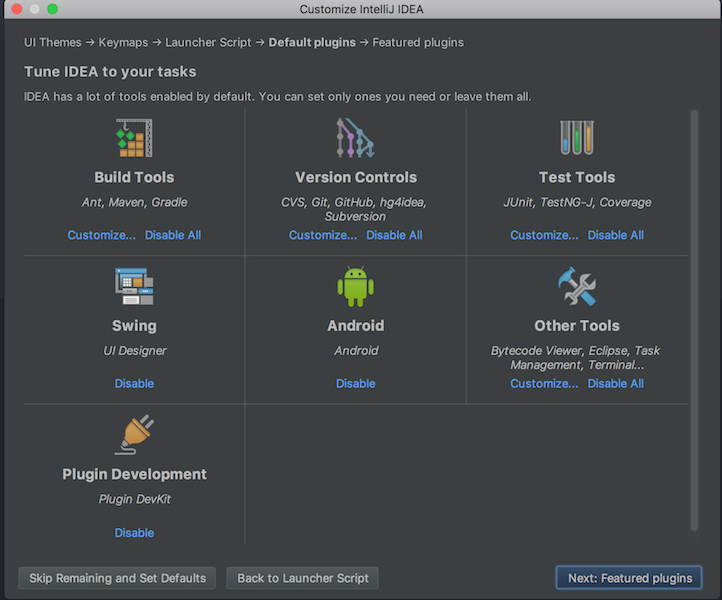 Customize IntelliJ IDEA
UI Themes → Keymaps → Launcher Script → Default plugins → Featured plugins
Tune IDEA to your tasks
IDEA has a lot of tools enabled by default. You can set only ones you need or leave them all.
Build Tools
Ant, Maven, Gradle
Customize... Disable All
Version Controls
CVS, Git, GitHub, hg4idea,
Subversion
Customize... Disable All
Test Tools
JUnit, TestNG-J, Coverage
Customize... Disable All
Swing
UI Designer
Disable
Android
Android
Disable
Other Tools
Bytecode Viewer, Eclipse, Task
Management, Terminal...
Customize... Disable All
Plugin Development
Plugin DevKit
Disable
Skip Remaining and Set Defaults
Back to Launcher Script
Next: Featured plugins